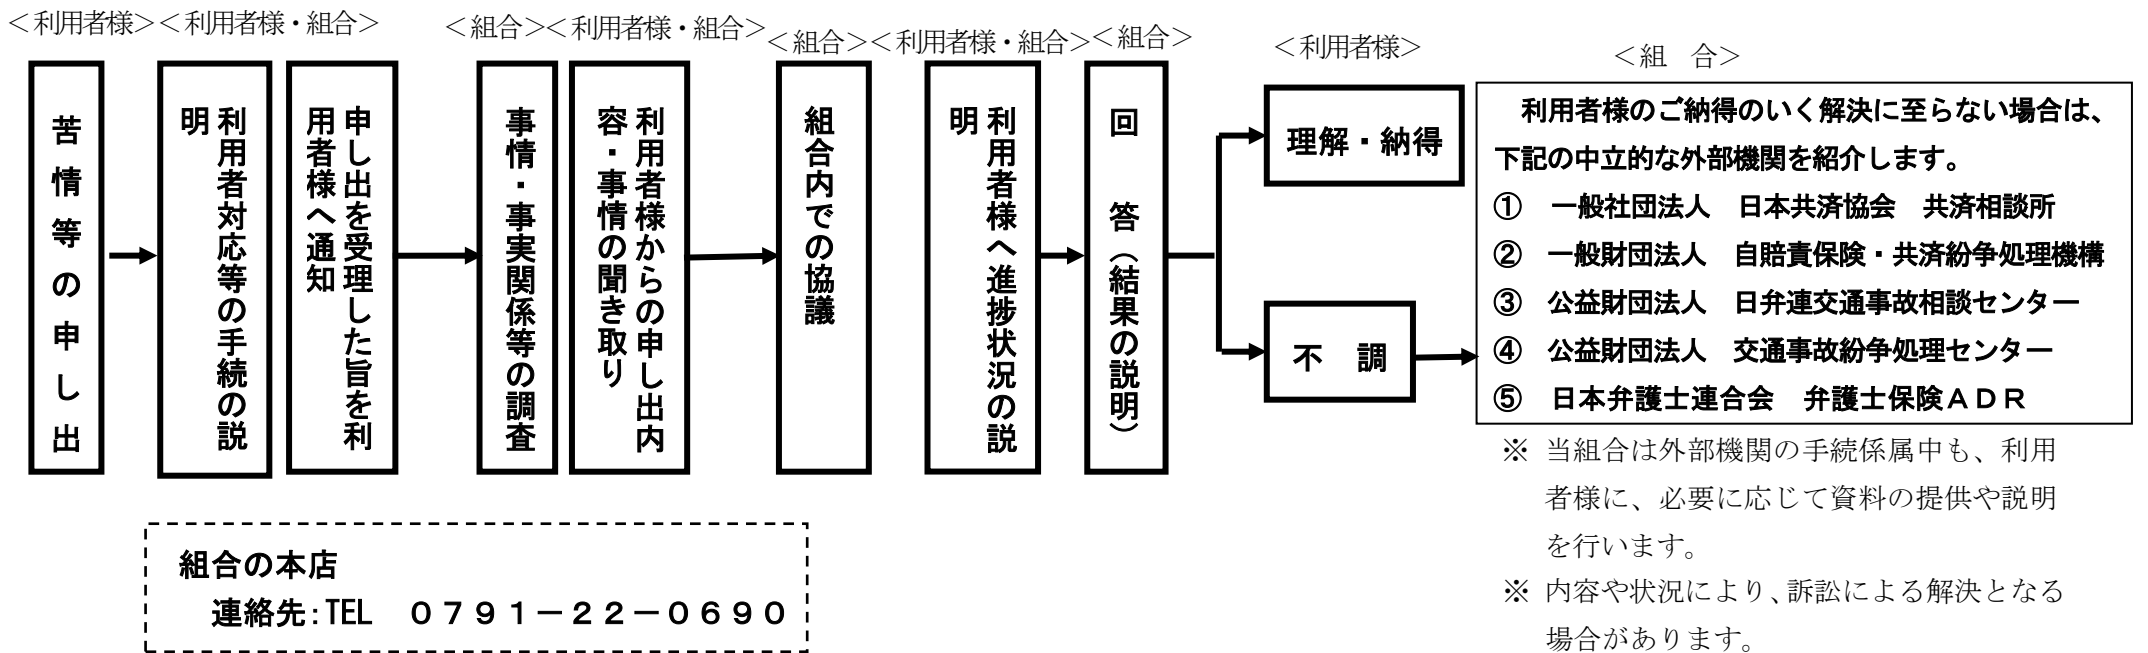 ＜利用者様＞＜利用者様・組合＞
＜組合＞＜利用者様・組合＞
＜組合＞＜利用者様・組合＞＜組合＞
＜利用者様＞
＜組　合＞
苦情等の申し出
利用者対応等の手続の説
明
申し出を受理した旨を利
用者様へ通知
事情・事実関係等の調査
利用者様からの申し出内
容・事情の聞き取り
組合内での協議
利用者様へ進捗状況の説
明
回　答（結果の説明）
理解・納得
不　調
利用者様のご納得のいく解決に至らない場合は、
下記の中立的な外部機関を紹介します。
①　一般社団法人　日本共済協会　共済相談所
②　一般財団法人　自賠責保険・共済紛争処理機構
③　公益財団法人　日弁連交通事故相談センター
④　公益財団法人　交通事故紛争処理センター
⑤　日本弁護士連合会　弁護士保険ＡＤＲ
※ 当組合は外部機関の手続係属中も、利用
者様に、必要に応じて資料の提供や説明
を行います。
※ 内容や状況により、訴訟による解決となる
場合があります。
組合の本店
連絡先：TEL　０７９１－２２－０６９０